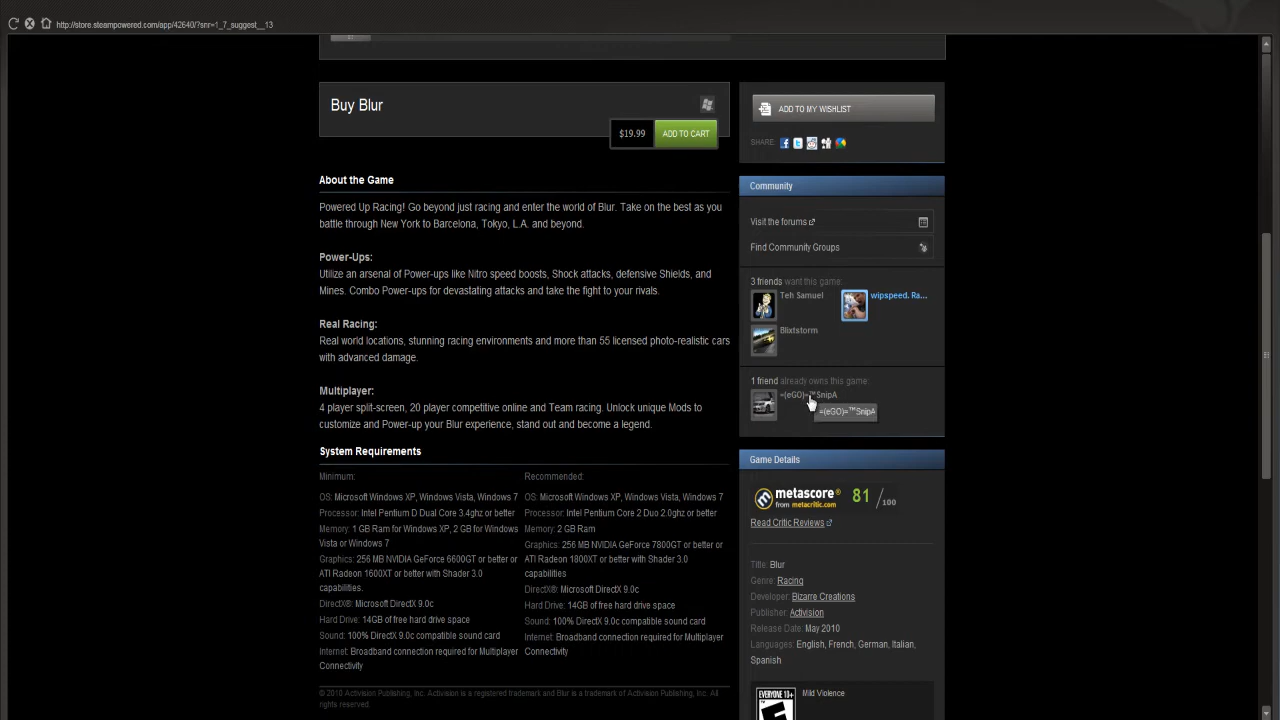 http://store.steampowered.com/app/42640/?snr=1_7_suggest__13
Buy Blur
$19.99
ADD TO CART
About the Game
Powered Up Racing! Go beyond just racing and enter the world of Blur. Take on the best as you
battle through New York to Barcelona, Tokyo, L.A. and beyond.
Power-Ups:
Utilize an arsenal of Power-ups like Nitro speed boosts, Shock attacks, defensive Shields, and
Mines. Combo Power-ups for devastating attacks and take the fight to your rivals.
Real Racing:
Real world locations, stunning racing environments and more than 55 licensed photo-realistic cars
with advanced damage.
Multiplayer:
4 player split-screen, 20 player competitive online and Team racing. Unlock unique Mods to
customize and Power-up your Blur experience, stand out and become a legend.
System Requirements
Minimum:
OS: Microsoft Windows XP, Windows Vista, Windows 7
Processor: Intel Pentium D Dual Core 3.4ghz or better
Memory: 1 GB Ram for Windows XP, 2 GB for Windows
Vista or Windows 7
Graphics: 256 MB NVIDIA GeForce 6600GT or better or
ATI Radeon 1600XT or better with Shader 3.0
capabilities.
DirectX®: Microsoft DirectX 9.0c
Hard Drive: 14GB of free hard drive space
Sound: 100% DirectX 9.0c compatible sound card
Internet: Broadband connection required for Multiplayer
Connectivity
Recommended:
OS: Microsoft Windows XP, Windows Vista, Windows 7
Processor: Intel Pentium Core 2 Duo 2.0ghz or better
Memory: 2 GB Ram
Graphics: 256 MB NVIDIA GeForce 7800GT or better or
ATI Radeon 1800XT or better with Shader 3.0
capabilities
DirectX®: Microsoft DirectX 9.0c
Hard Drive: 14GB of free hard drive space
Sound: 100% DirectX 9.0c compatible sound card
Internet: Broadband connection required for Multiplayer
Connectivity
© 2010 Activision Publishing, Inc. Activision is a registered trademark and Blur is a trademark of Activision Publishing, Inc. All
rights reserved.
ADD TO MY WISHLIST
SHARE:
Community
Visit the forums
Find Community Groups
3 friends want this game:
Teh Samuel
wipspeed. Ra...
Blixtstorm
1 friend already owns this game:
=(eGO)=™SnipA
=(eGO)=™SnipA
Game Details
metascore®
from metacritic.com
81 /100
Read Critic Reviews
Title: Blur
Genre: Racing
Developer: Bizarre Creations
Publisher: Activision
Release Date: May 2010
Languages: English, French, German, Italian,
Spanish
EVERYONE 10+
E
Mild Violence